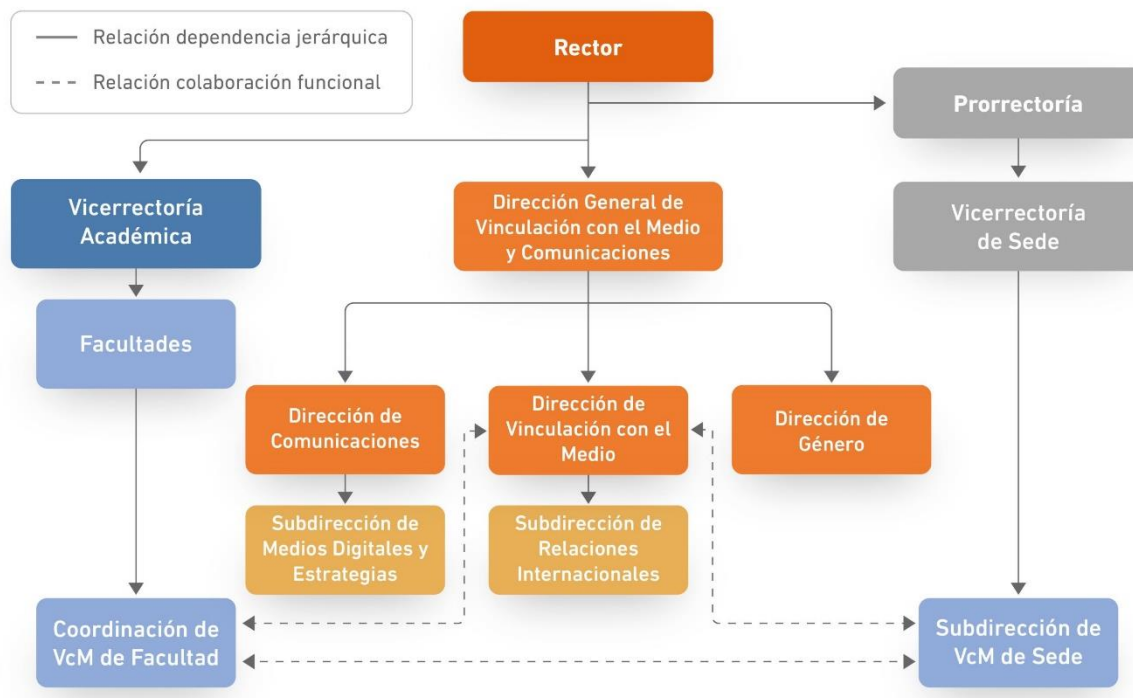 Relación dependencia jerárquica
Relación colaboración funcional
Rector
Prorrectoría
Vicerrectoría
Académica
Dirección General de
Vinculación con el Medio
y Comunicaciones
Vicerrectoría
de Sede
Facultades
Dirección de
Comunicaciones
Dirección de
Vinculación con el
Medio
Dirección de
Género
Subdirección de
Medios Digitales y
Estrategias
Subdirección de
Relaciones
Internacionales
Coordinación de
VcM de Facultad
Subdirección de
VcM de Sede